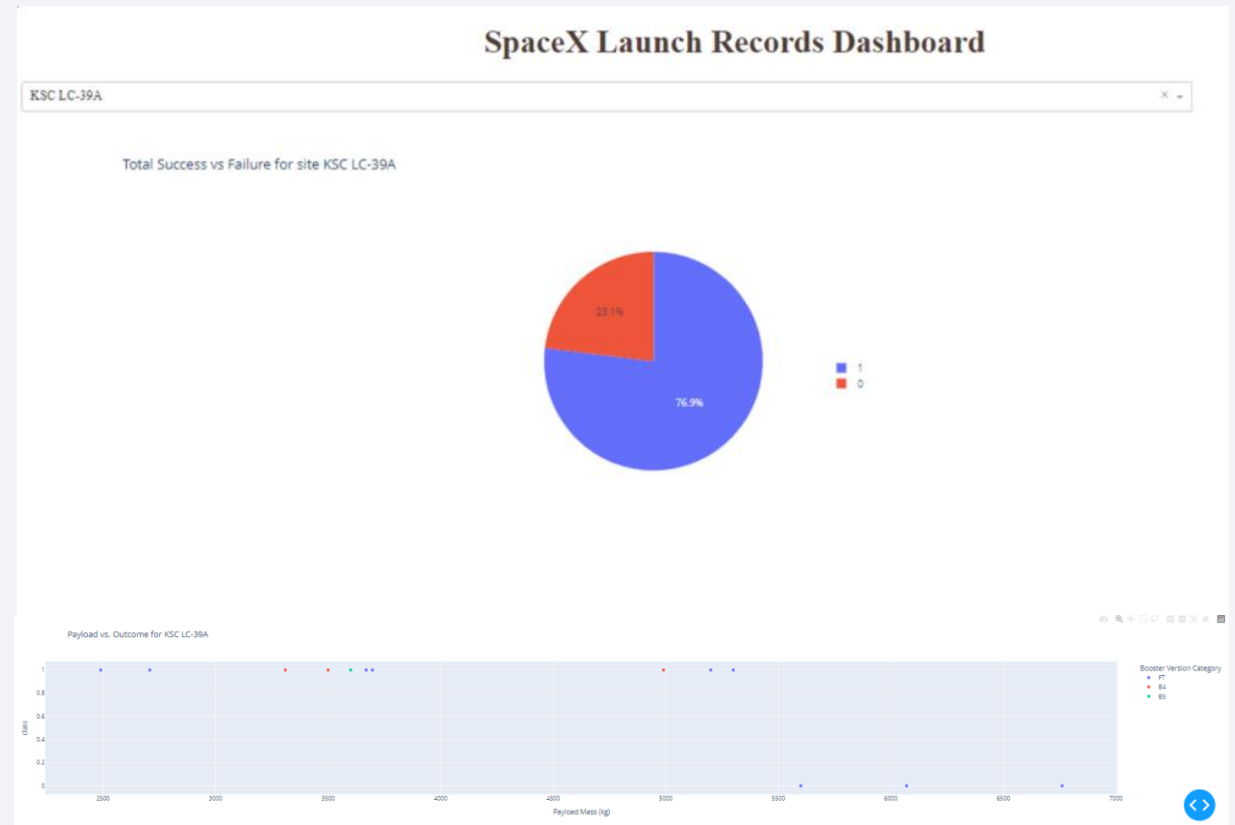 SpaceX Launch Records Dashboard
KSC LC-39A
Total Success vs Failure for site KSC LC-39A
23.1%
76.9%
1
0
Payload vs. Outcome for KSC LC-39A
Booster Version Category
FT
B4
B5
1
0.8
0.6
0.4
0.2
0
class
2500 3000 3500 4000 4500 5000 5500 6000 6500 7000
Payload Mass (kg)